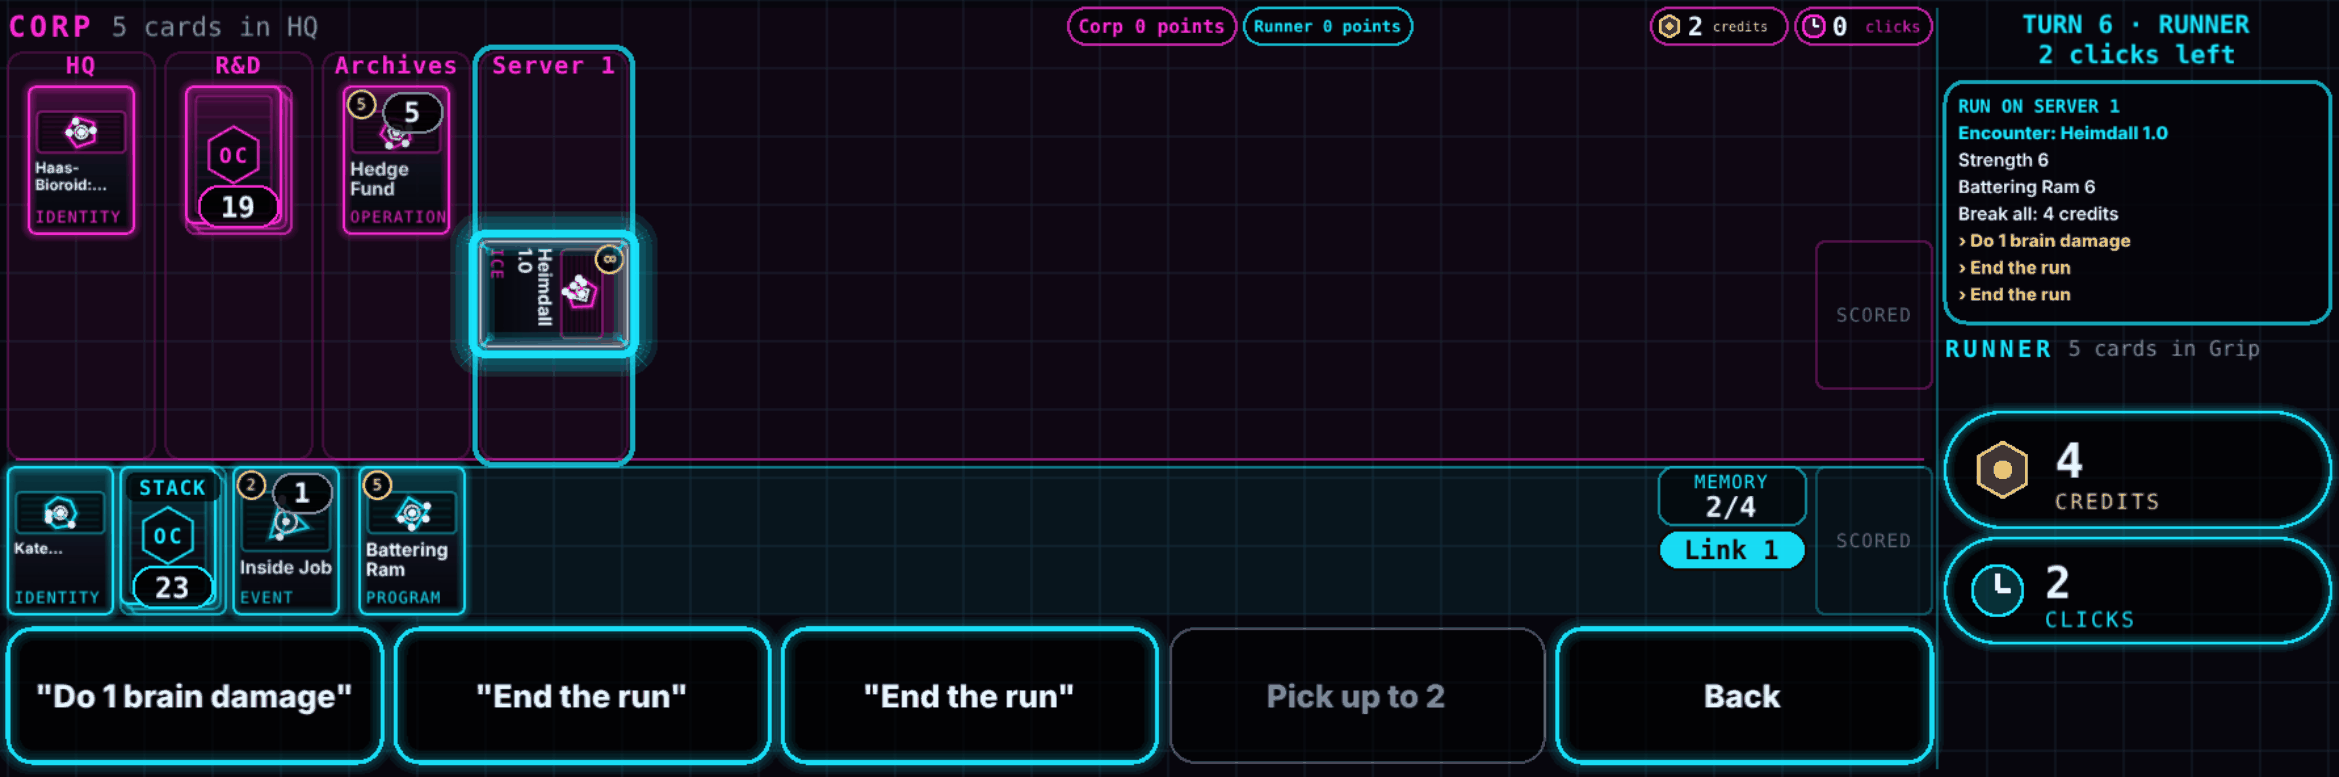 CORP 5 cards in HQ
Corp 0 points
Runner 0 points
2 credits
0 clicks
TURN 6 · RUNNER
2 clicks left
HQ
R&D
Archives
Server 1
Haas-
Bioroid:...
IDENTITY
OC
19
5
5
Hedge
Fund
OPERATION
Heimdall
1.0
ICE
8
SCORED
RUN ON SERVER 1
Encounter: Heimdall 1.0
Strength 6
Battering Ram 6
Break all: 4 credits
› Do 1 brain damage
› End the run
› End the run
RUNNER 5 cards in Grip
4
CREDITS
2
CLICKS
Kate...
IDENTITY
STACK
OC
23
2
1
Inside Job
EVENT
5
Battering
Ram
PROGRAM
MEMORY
2/4
Link 1
SCORED
"Do 1 brain damage"
"End the run"
"End the run"
Pick up to 2
Back